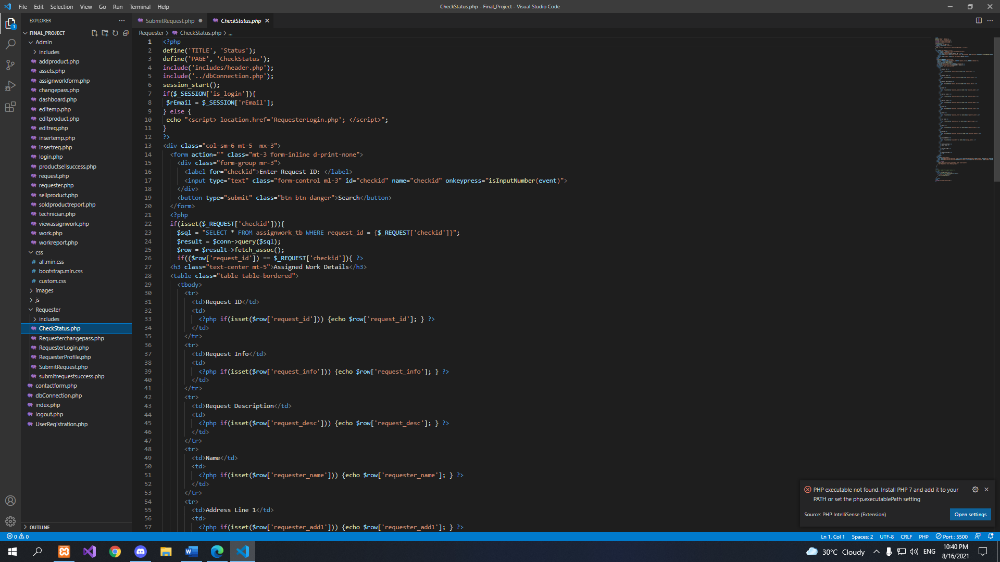 File Edit Selection View Go Run Terminal Help
CheckStatus.php - Final_Project - Visual Studio Code
EXPLORER
FINAL_PROJECT
Admin
includes
addproduct.php
assets.php
assignworkform.php
changepass.php
dashboard.php
editemp.php
editproduct.php
editreq.php
insertemp.php
insertreq.php
login.php
productsellsuccess.php
request.php
requester.php
sellproduct.php
soldproductreport.php
technician.php
viewassignwork.php
work.php
workreport.php
css
all.min.css
bootstrap.min.css
custom.css
images
js
Requester
includes
CheckStatus.php
Requesterchangepass.php
RequesterLogin.php
RequesterProfile.php
SubmitRequest.php
submitrequestsuccess.php
contactform.php
dbConnection.php
index.php
logout.php
UserRegistration.php
OUTLINE
SubmitRequest.php
CheckStatus.php
Requester > CheckStatus.php > ...
1 <?php
2 define('TITLE', 'Status');
3 define('PAGE', 'CheckStatus');
4 include('includes/header.php');
5 include('../dbConnection.php');
6 session_start();
7 if($_SESSION['is_login']){
8 $rEmail = $_SESSION['rEmail'];
9 } else {
10 echo "<script> location.href='RequesterLogin.php'; </script>";
11 }
12 ?>
13 <div class="col-sm-6 mt-5  mx-3">
14 <form action="" class="mt-3 form-inline d-print-none">
15 <div class="form-group mr-3">
16 <label for="checkid">Enter Request ID: </label>
17 <input type="text" class="form-control ml-3" id="checkid" name="checkid" onkeypress="isInputNumber(event)">
18 </div>
19 <button type="submit" class="btn btn-danger">Search</button>
20 </form>
21 <?php
22 if(isset($_REQUEST['checkid'])){
23 $sql = "SELECT * FROM assignwork_tb WHERE request_id = {$_REQUEST['checkid']}";
24 $result = $conn->query($sql);
25 $row = $result->fetch_assoc();
26 if(($row['request_id']) == $_REQUEST['checkid']){ ?>
27 <h3 class="text-center mt-5">Assigned Work Details</h3>
28 <table class="table table-bordered">
29 <tbody>
30 <tr>
31 <td>Request ID</td>
32 <td>
33 <?php if(isset($row['request_id'])) {echo $row['request_id']; } ?>
34 </td>
35 </tr>
36 <tr>
37 <td>Request Info</td>
38 <td>
39 <?php if(isset($row['request_info'])) {echo $row['request_info']; } ?>
40 </td>
41 </tr>
42 <tr>
43 <td>Request Description</td>
44 <td>
45 <?php if(isset($row['request_desc'])) {echo $row['request_desc']; } ?>
46 </td>
47 </tr>
48 <tr>
49 <td>Name</td>
50 <td>
51 <?php if(isset($row['requester_name'])) {echo $row['requester_name']; } ?>
52 </td>
53 </tr>
54 <tr>
55 <td>Address Line 1</td>
56 <td>
57 <?php if(isset($row['requester_add1'])) {echo $row['requester_add1']; } ?>
PHP executable not found. Install PHP 7 and add it to your
PATH or set the php.executablePath setting
Source: PHP IntelliSense (Extension)
Open settings
0 0
Ln 1, Col 1 Spaces: 2 UTF-8 CRLF PHP Port : 5500
30°C Cloudy
ENG
10:40 PM
8/16/2021